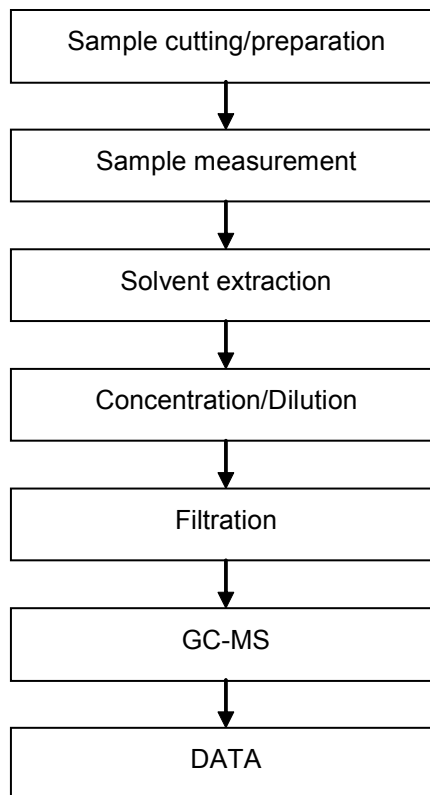 Sample cutting/preparation
Sample measurement
Solvent extraction
Concentration/Dilution
Filtration
GC-MS
DATA